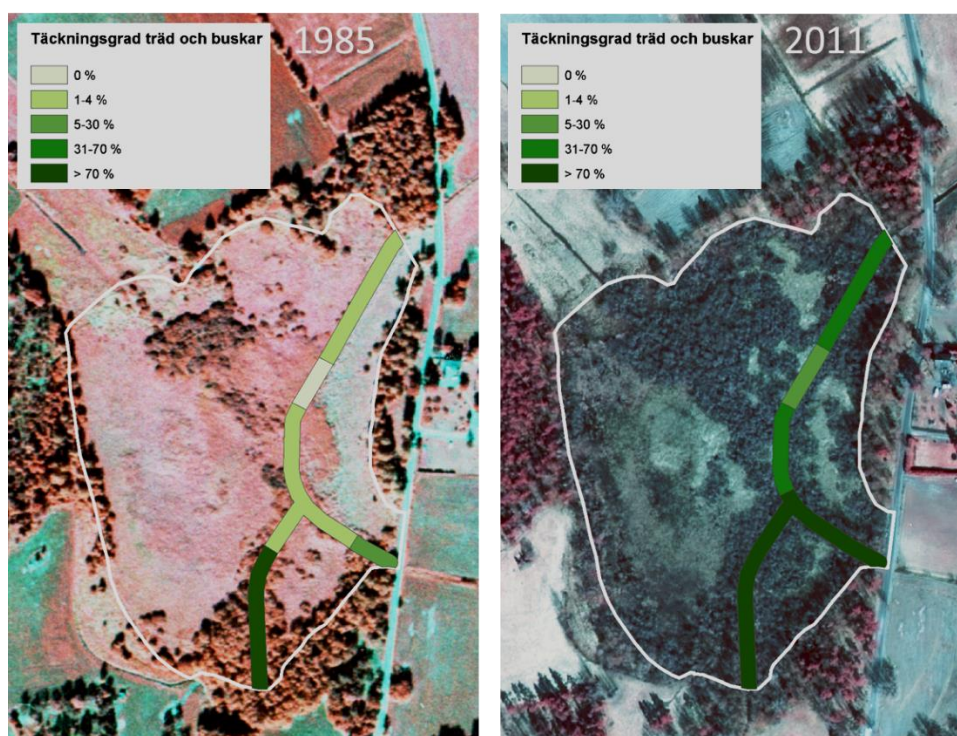 Täckningsgrad träd och buskar
1985
0 %
1-4 %
5-30 %
31-70 %
> 70 %
Täckningsgrad träd och buskar
2011
0 %
1-4 %
5-30 %
31-70 %
> 70 %